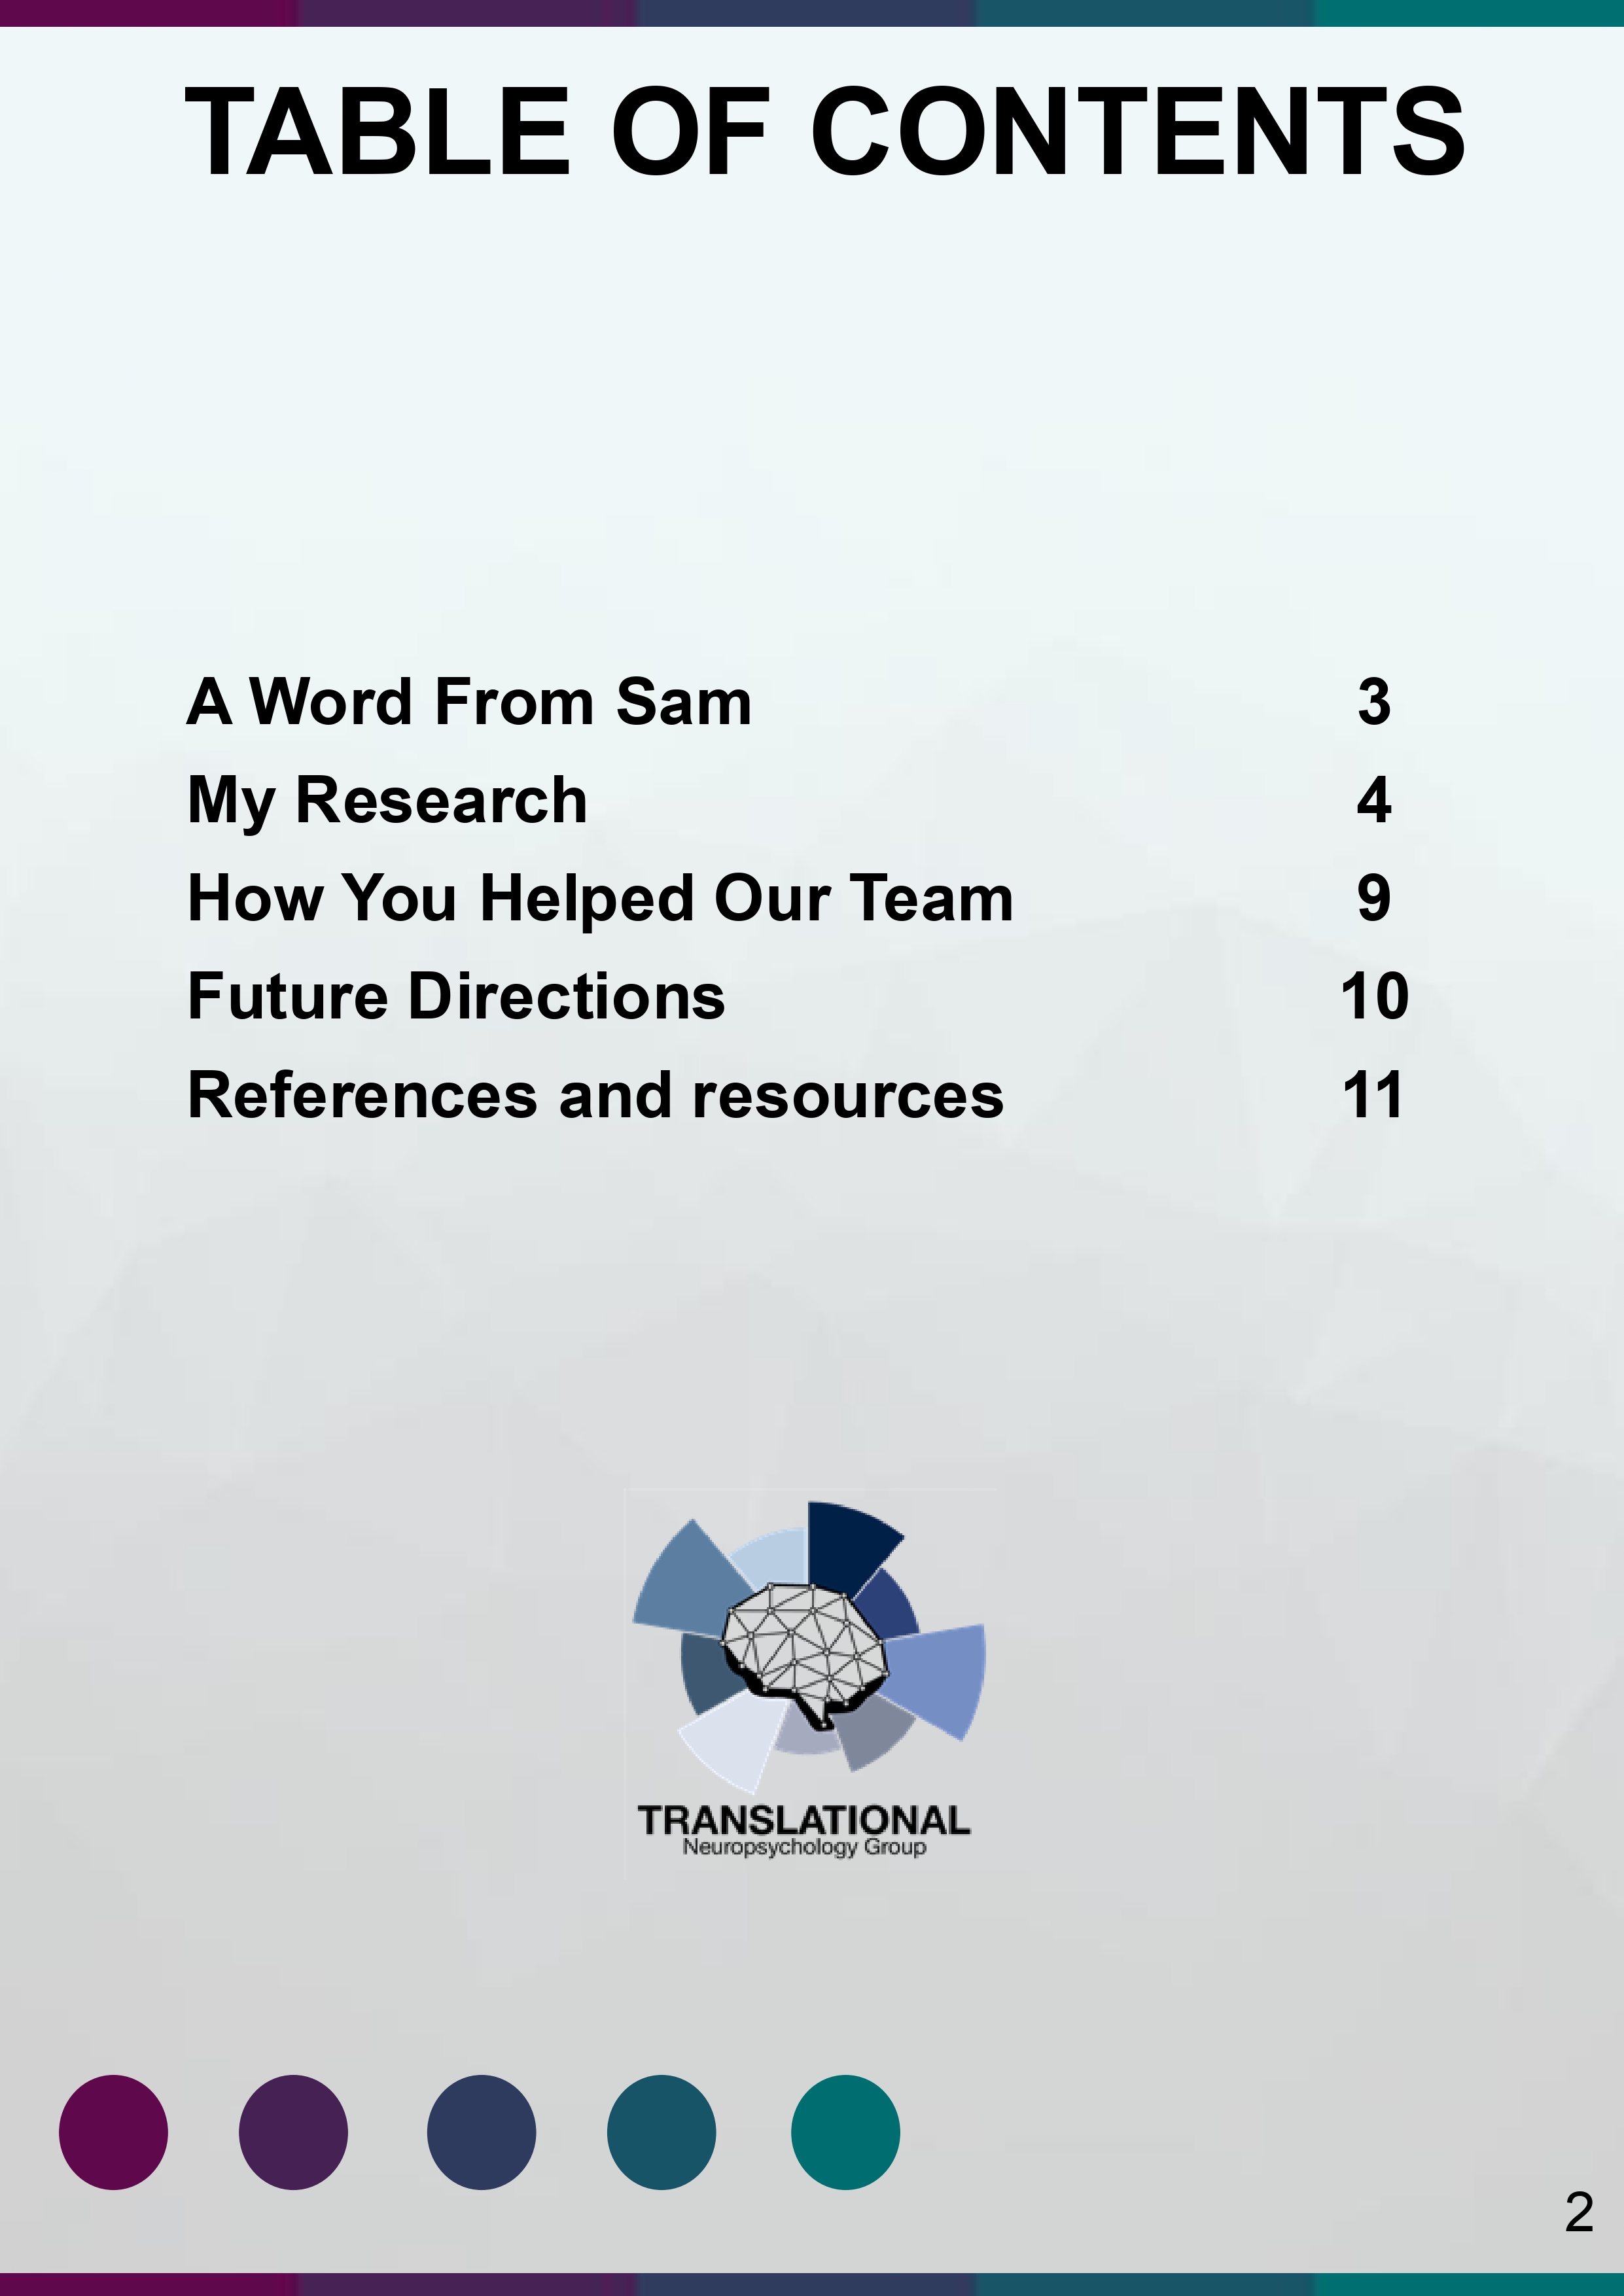 TABLE OF CONTENTS
A Word From Sam 3
My Research 4
How You Helped Our Team 9
Future Directions 10
References and resources 11
TRANSLATIONAL
Neuropsychology Group
2